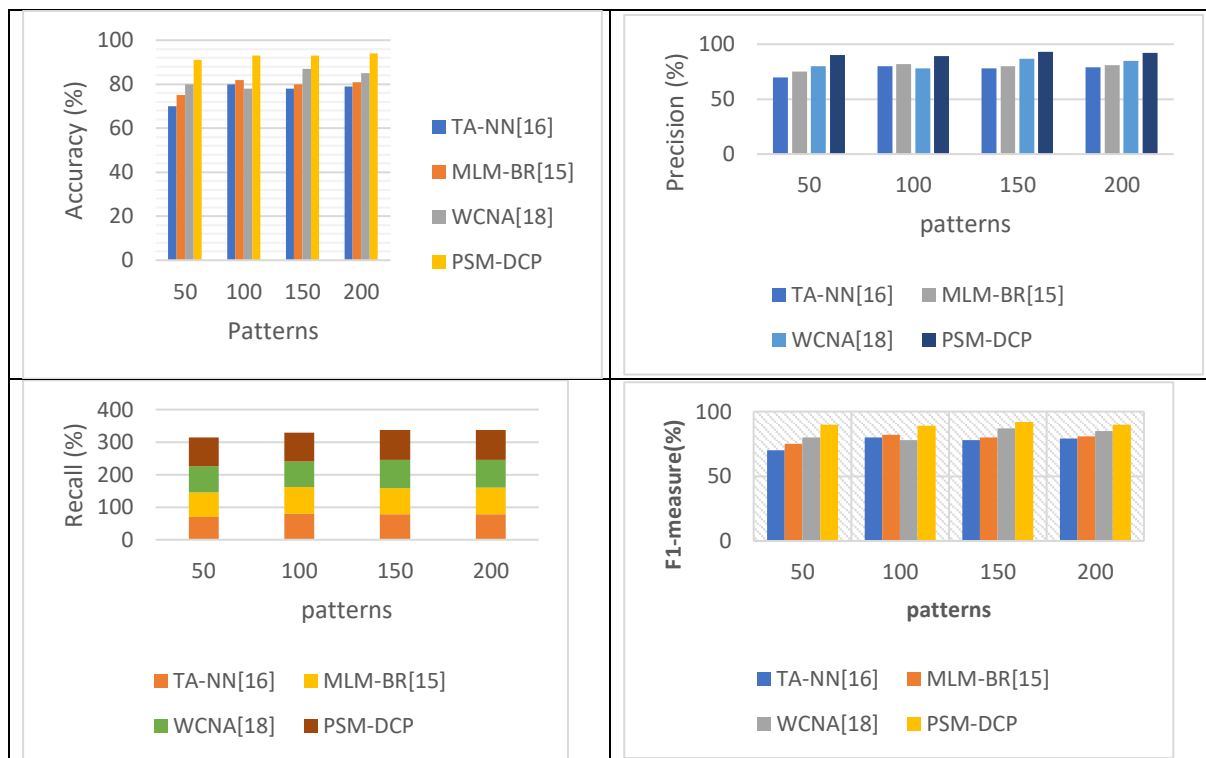 100
80
60
40
20
0
Accuracy (%)
50 100 150 200
Patterns
TA-NN[16]
MLM-BR[15]
WCNA[18]
PSM-DCP
100
50
0
Precision (%)
50 100 150 200
patterns
TA-NN[16] MLM-BR[15]
WCNA[18] PSM-DCP
400
300
200
100
0
Recall (%)
50 100 150 200
patterns
TA-NN[16] MLM-BR[15]
WCNA[18] PSM-DCP
100
50
0
F1-measure(%)
50 100 150 200
patterns
TA-NN[16] MLM-BR[15]
WCNA[18] PSM-DCP